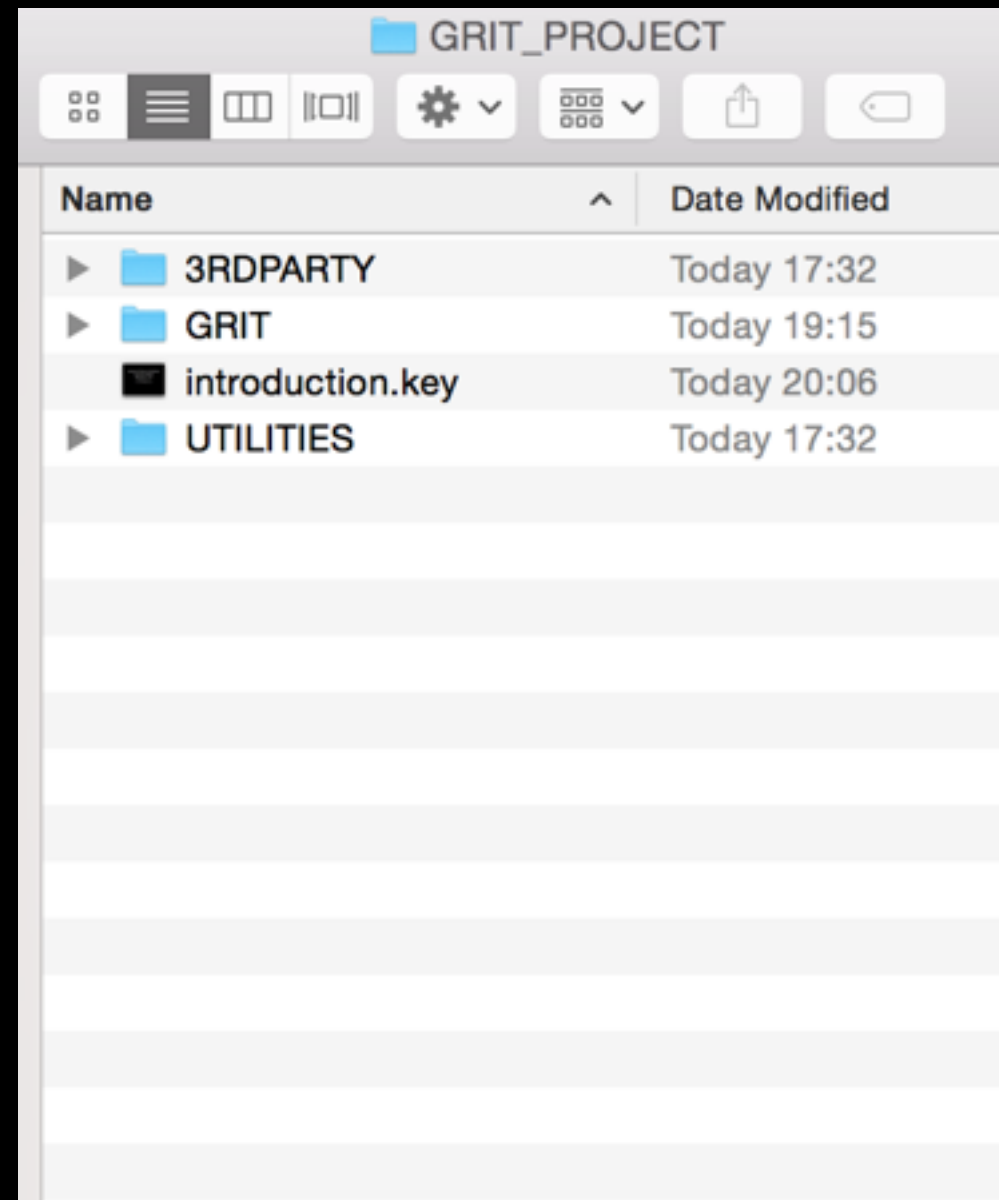 GRIT_PROJECT
Name Date Modified
3RDPARTY Today 17:32
GRIT Today 19:15
introduction.key Today 20:06
UTILITIES Today 17:32